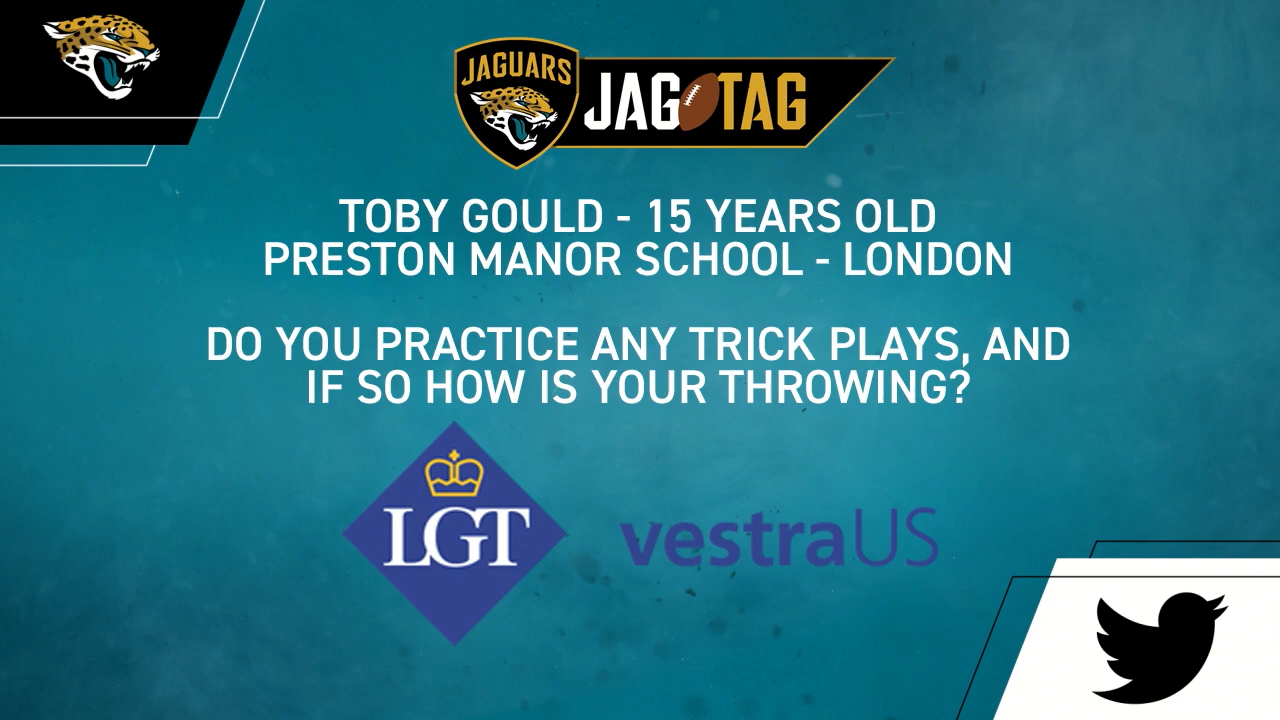 JAGUARS
JAG TAG
TOBY GOULD - 15 YEARS OLD
PRESTON MANOR SCHOOL - LONDON
DO YOU PRACTICE ANY TRICK PLAYS, AND
IF SO HOW IS YOUR THROWING?
LGT
vestraUS